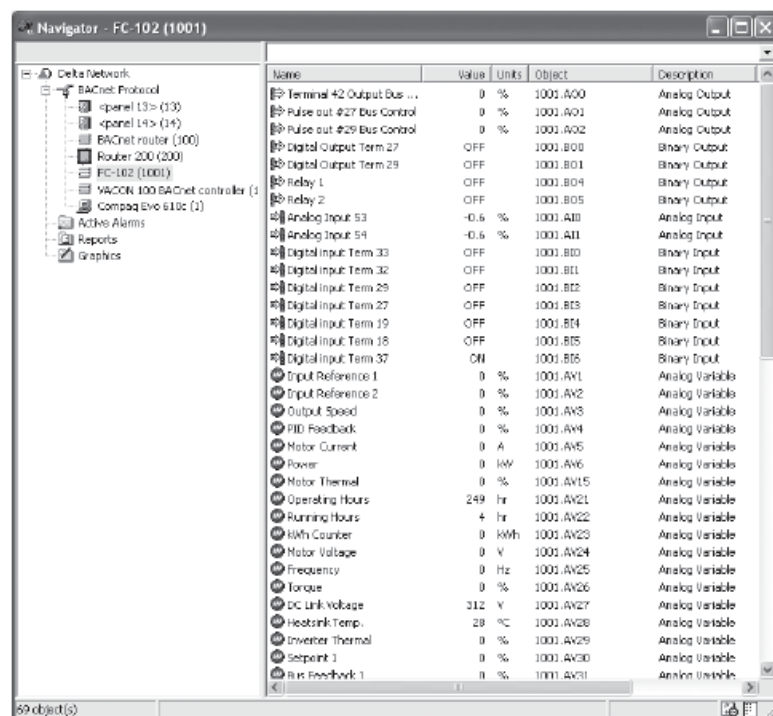 Navigator - FC-102 (1001)
Delta Network
BACnet Protocol
<panel 13> (13)
<panel 14> (14)
BACnet router (100)
Router 200 (200)
FC-102 (1001)
VACON 100 BACnet controller (1
Compaq Evo 610c (1)
Active Alarms
Reports
Graphics
Name Value Units Object Description
Terminal 42 Output Bus ... 0 % 1001.AO0 Analog Output
Pulse out #27 Bus Control 0 % 1001.AO1 Analog Output
Pulse out #29 Bus Control 0 % 1001.AO2 Analog Output
Digital Output Term 27 OFF 1001.BO0 Binary Output
Digital Output Term 29 OFF 1001.BO1 Binary Output
Relay 1 OFF 1001.BO4 Binary Output
Relay 2 OFF 1001.BO5 Binary Output
Analog Input 53 -0.6 % 1001.AI0 Analog Input
Analog Input 54 -0.6 % 1001.AI1 Analog Input
Digital input Term 33 OFF 1001.BI0 Binary Input
Digital input Term 32 OFF 1001.BI1 Binary Input
Digital input Term 29 OFF 1001.BI2 Binary Input
Digital input Term 27 OFF 1001.BI3 Binary Input
Digital input Term 19 OFF 1001.BI4 Binary Input
Digital input Term 18 OFF 1001.BI5 Binary Input
Digital input Term 37 ON 1001.BI6 Binary Input
Input Reference 1 0 % 1001.AV1 Analog Variable
Input Reference 2 0 % 1001.AV2 Analog Variable
Output Speed 0 % 1001.AV3 Analog Variable
PID Feedback 0 % 1001.AV4 Analog Variable
Motor Current 0 A 1001.AV5 Analog Variable
Power 0 kW 1001.AV6 Analog Variable
Motor Thermal 0 % 1001.AV15 Analog Variable
Operating Hours 249 hr 1001.AV21 Analog Variable
Running Hours 4 hr 1001.AV22 Analog Variable
kWh Counter 0 kWh 1001.AV23 Analog Variable
Motor Voltage 0 V 1001.AV24 Analog Variable
Frequency 0 Hz 1001.AV25 Analog Variable
Torque 0 % 1001.AV26 Analog Variable
DC Link Voltage 312 V 1001.AV27 Analog Variable
Heatsink Temp. 28 °C 1001.AV28 Analog Variable
Inverter Thermal 0 % 1001.AV29 Analog Variable
Setpoint 1 0 % 1001.AV30 Analog Variable
Bus Feedback 1 0 % 1001.AV31 Analog Variable
69 object(s)